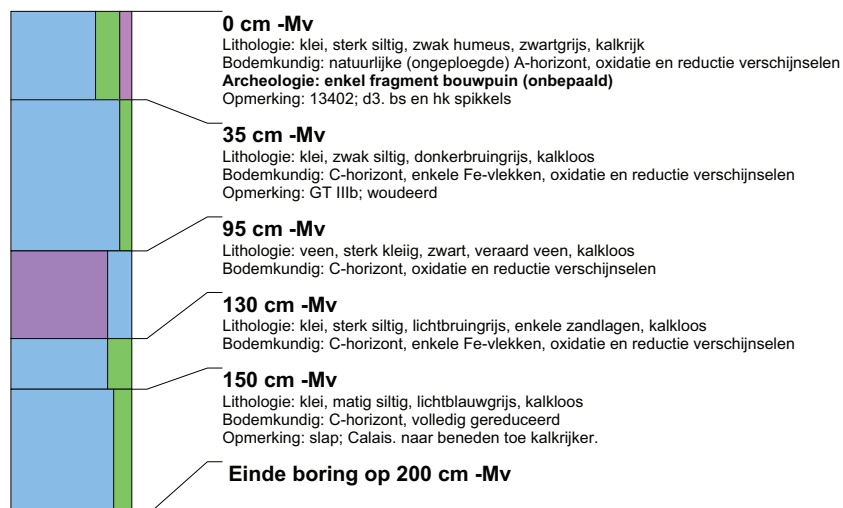 0 cm -Mv
Lithologie: klei, sterk siltig, zwak humeus, zwartgrijs, kalkrijk
Bodemkundig: natuurlijke (ongeploegde) A-horizont, oxidatie en reductie verschijnselen
Archeologie: enkel fragment bouwpuin (onbepaald)
Opmerking: 13402; d3. bs en hk spikkels
35 cm -Mv
Lithologie: klei, zwak siltig, donkerbruingrijs, kalkloos
Bodemkundig: C-horizont, enkele Fe-vlekken, oxidatie en reductie verschijnselen
Opmerking: GT IIIb; woudeerd
95 cm -Mv
Lithologie: veen, sterk kleiig, zwart, veraard veen, kalkloos
Bodemkundig: C-horizont, oxidatie en reductie verschijnselen
130 cm -Mv
Lithologie: klei, sterk siltig, lichtbruingrijs, enkele zandlagen, kalkloos
Bodemkundig: C-horizont, enkele Fe-vlekken, oxidatie en reductie verschijnselen
150 cm -Mv
Lithologie: klei, matig siltig, lichtblauwgrijs, kalkloos
Bodemkundig: C-horizont, volledig gereduceerd
Opmerking: slap; Calais. naar beneden toe kalkrijker.
Einde boring op 200 cm -Mv